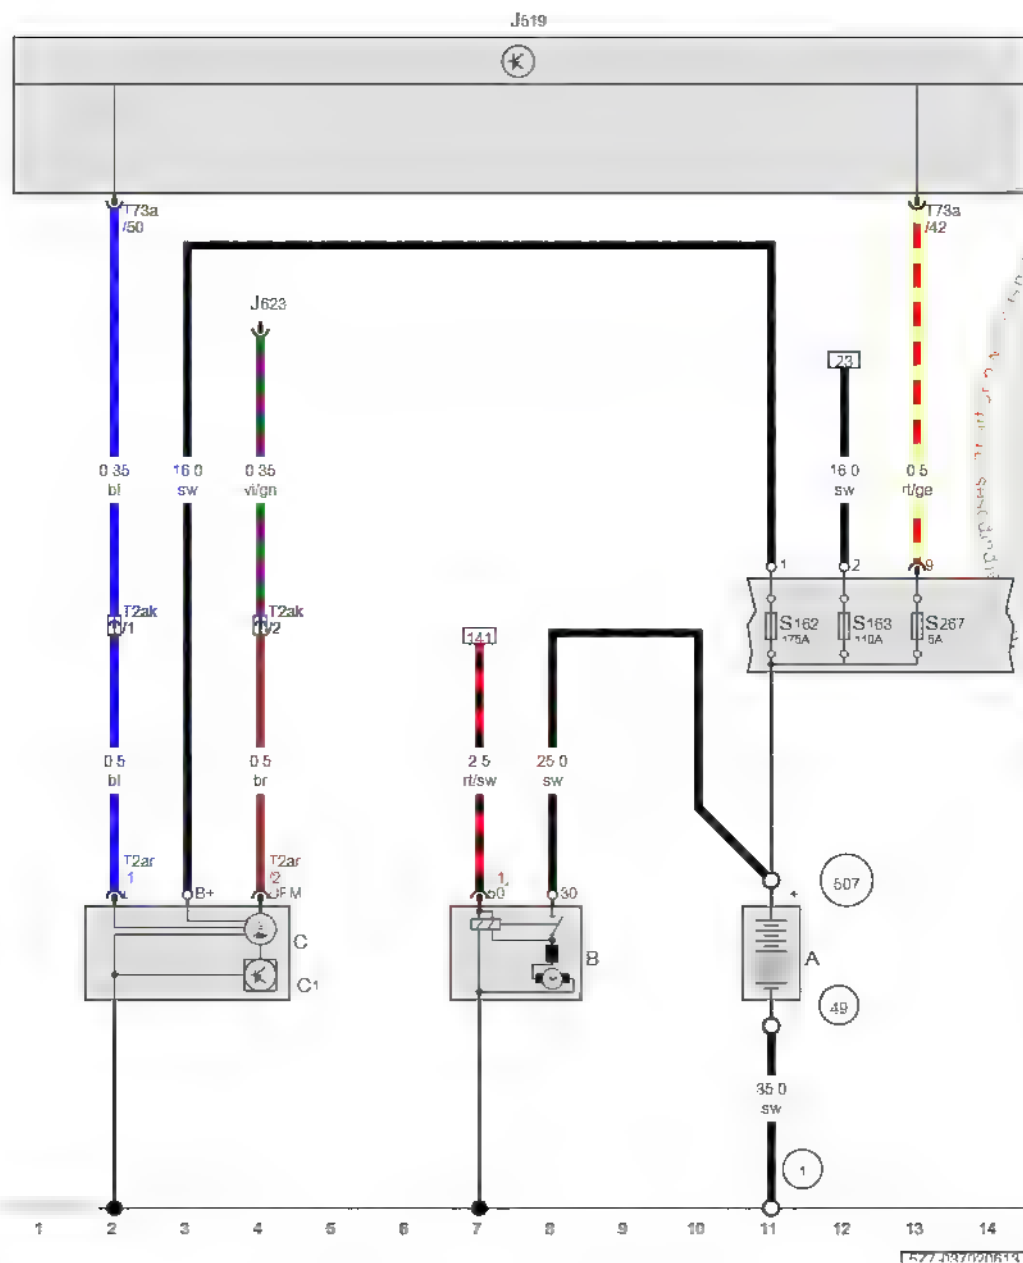 J519
T73a
/50
T73a
/42
J623
23
0 35
bl
16 0
sw
0 35
vi/gn
16 0
sw
0 5
rt/ge
1
2
9
T2ak
/1
T2ak
/2
141
S162
S163
110A
S267
5A
0 5
bl
0 5
br
2 5
rt/sw
25 0
sw
T2ar
1
T2ar
/2
B+
50
30
507
+
C
C1
B
A
49
35 0
sw
1
1 2 3 4 5 6 7 8 9 10 11 12 13 14